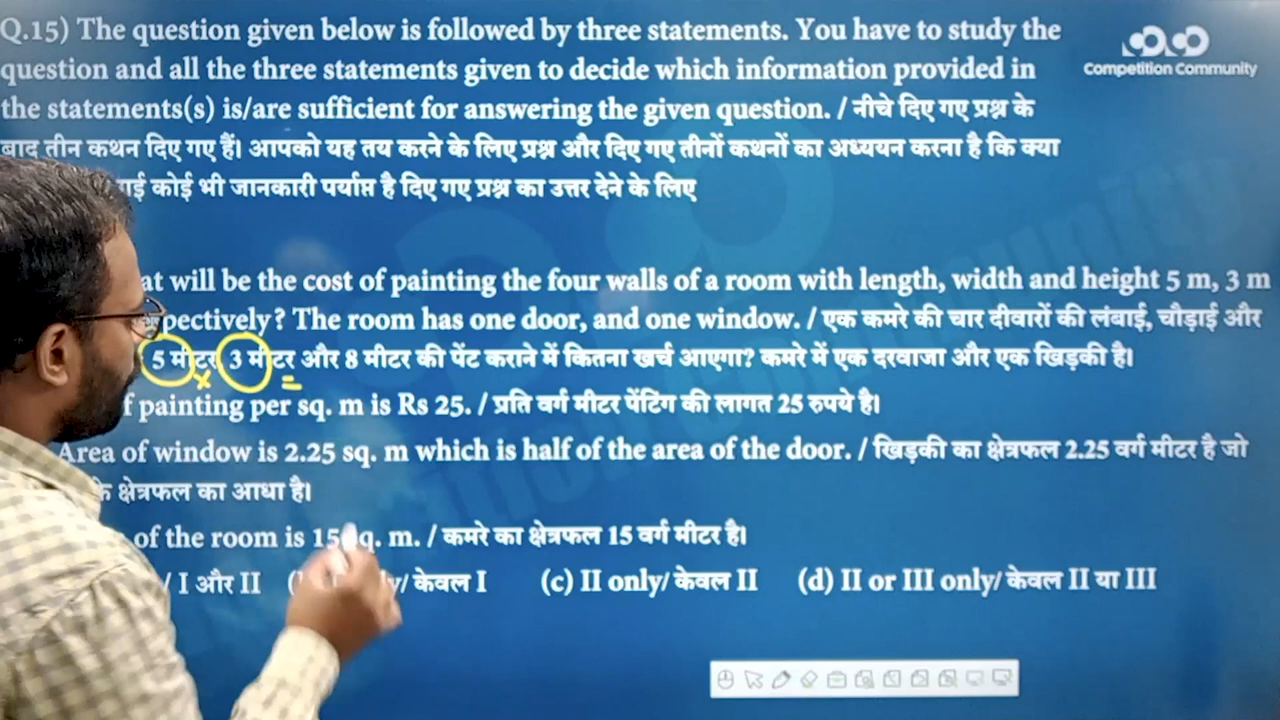 Q.15) The question given below is followed by three statements. You have to study the
Competition Community
question and all the three statements given to decide which information provided in
the statements(s) is/are sufficient for answering the given question. / नीचे दिए गए प्रश्न के
बाद तीन कथन दिए गए हैं। आपको यह तय करने के लिए प्रश्न और दिए गए तीनों कथनों का अध्ययन करना है कि क्या
कोई भी जानकारी पर्याप्त है दिए गए प्रश्न का उत्तर देने के लिए
at will be the cost of painting the four walls of a room with length, width and height 5 m, 3 m
pectively? The room has one door, and one window. / एक कमरे की चार दीवारों की लंबाई, चौड़ाई और
5 मीटर 3 मीटर और 8 मीटर की पेंट कराने में कितना खर्च आएगा? कमरे में एक दरवाजा और एक खिड़की है।
f painting per sq. m is Rs 25. / प्रति वर्ग मीटर पेंटिंग की लागत 25 रुपये है।
Area of window is 2.25 sq. m which is half of the area of the door. / खिड़की का क्षेत्रफल 2.25 वर्ग मीटर है जो
के क्षेत्रफल का आधा है।
of the room is 15 q. m. / कमरे का क्षेत्रफल 15 वर्ग मीटर है।
/ I और II ( y/ केवल I (c) II only/ केवल II (d) II or III only/ केवल II या III